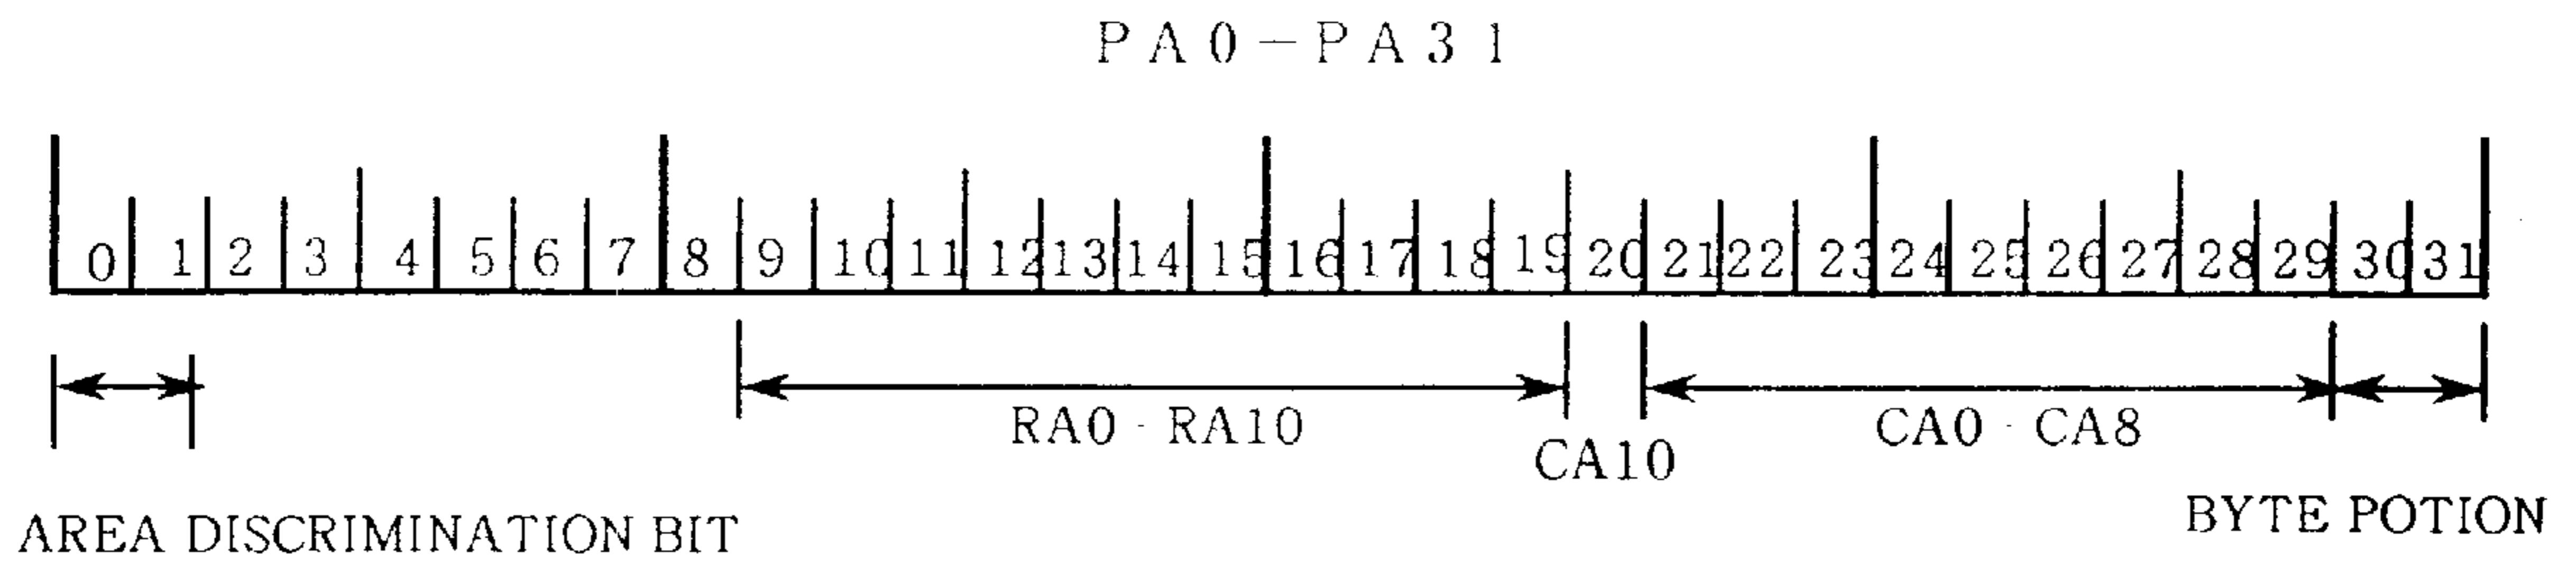 PA0-PA31
0 1 2 3 4 5 6 7 8 9 10 11 12 13 14 15 16 17 18 19 20 21 22 23 24 25 26 27 28 29 30 31
RA0 - RA10 CA0 - CA8
CA10
AREA DISCRIMINATION BIT BYTE POTION